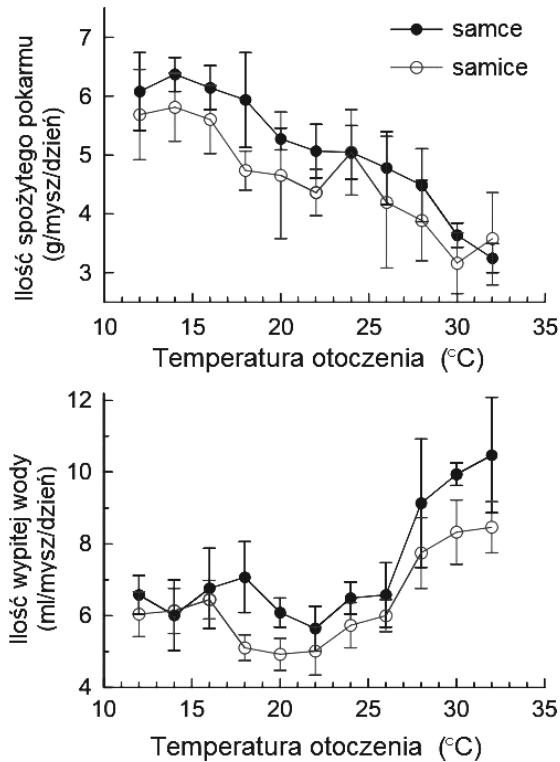 samce
samice
Ilość spożytego pokarmu
(g/mysz/dzień)
7
6
5
4
3
10 15 20 25 30 35
Temperatura otoczenia (°C)
Ilość wypitej wody
(ml/mysz/dzień)
12
10
8
6
4
10 15 20 25 30 35
Temperatura otoczenia (°C)